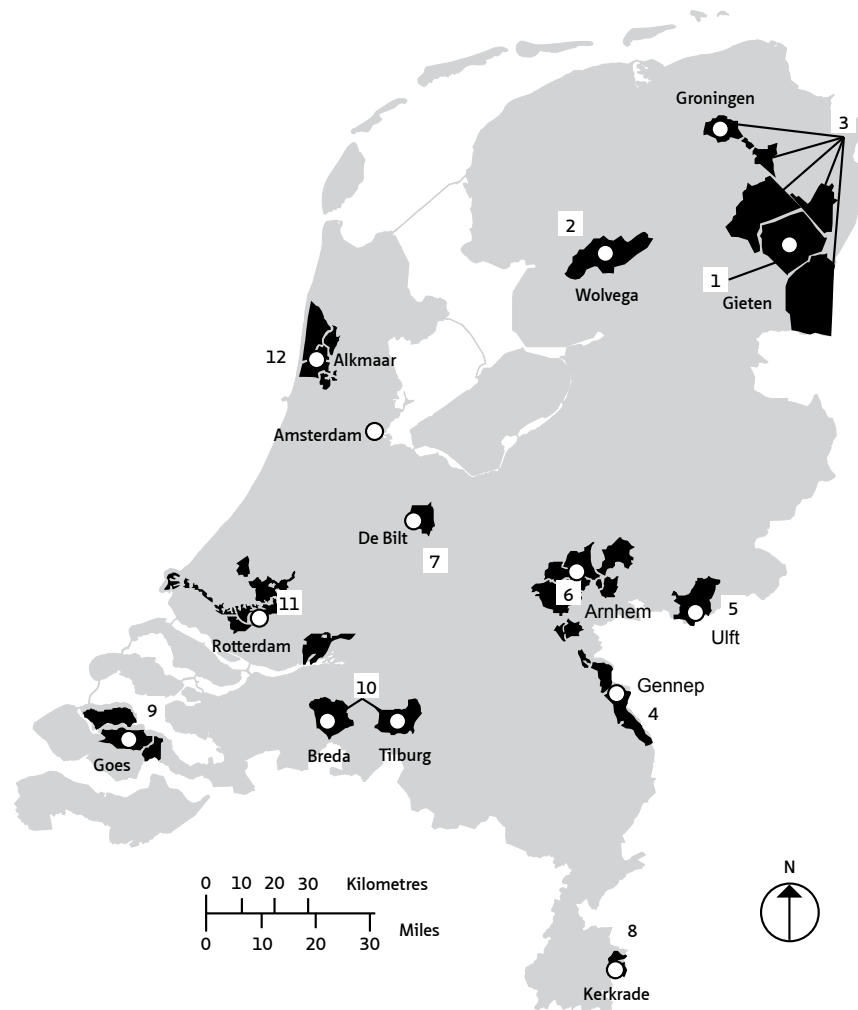 Groningen
3
2
Wolvega
1
Gieten
12
Alkmaar
Amsterdam
De Bilt
7
11
Rotterdam
6
Arnhem
5
Ulft
Gennep
4
10
9
Goes
Breda
Tilburg
0 10 20 30 Kilometres
Miles
0 10 20 30
N
8
Kerkrade